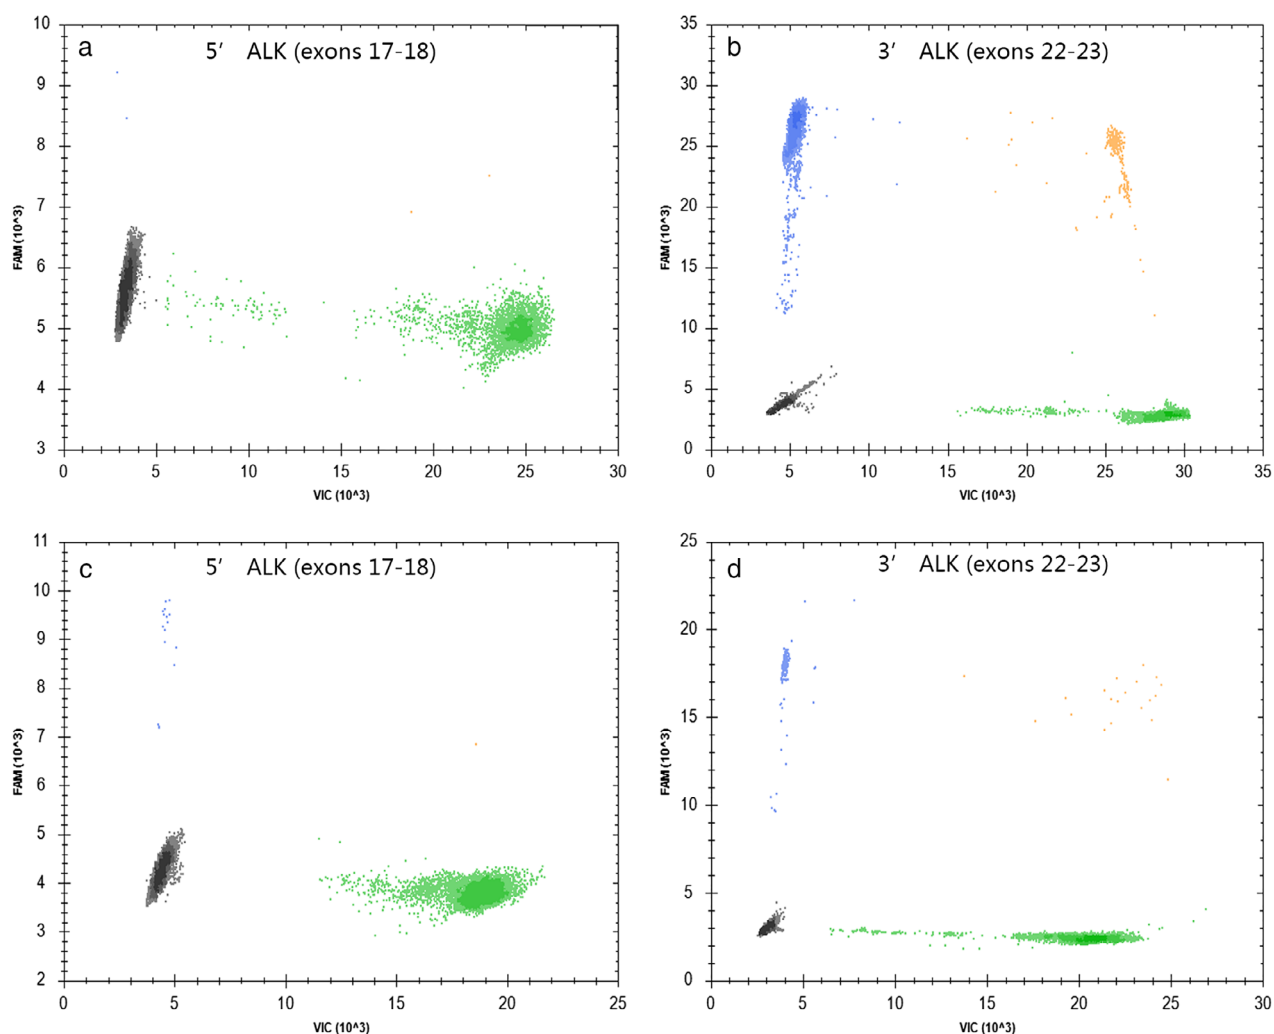 a 5′ ALK (exons 17-18)
10
9
8
7
6
5
4
3
FAM (10^3)
0 5 10 15 20 25 30
VIC (10^3)
b 3′ ALK (exons 22-23)
35
30
25
20
15
10
5
0
FAM (10^3)
0 5 10 15 20 25 30 35
VIC (10^3)
c 5′ ALK (exons 17-18)
11
10
9
8
7
6
5
4
3
2
FAM (10^3)
0 5 10 15 20 25
VIC (10^3)
d 3′ ALK (exons 22-23)
25
20
15
10
5
0
FAM (10^3)
0 5 10 15 20 25 30
VIC (10^3)